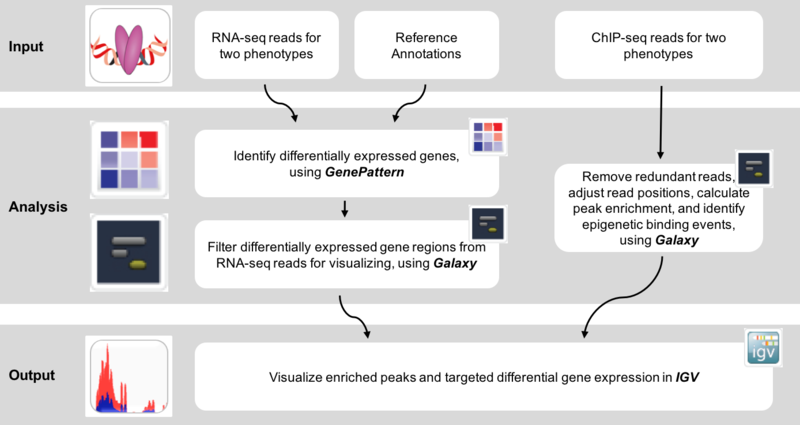 Input
RNA-seq reads for
two phenotypes
Reference
Annotations
ChIP-seq reads for two
phenotypes
Analysis
Identify differentially expressed genes,
using GenePattern
Filter differentially expressed gene regions from
RNA-seq reads for visualizing, using Galaxy
Remove redundant reads,
adjust read positions, calculate
peak enrichment, and identify
epigenetic binding events,
using Galaxy
Output
igv
Visualize enriched peaks and targeted differential gene expression in IGV